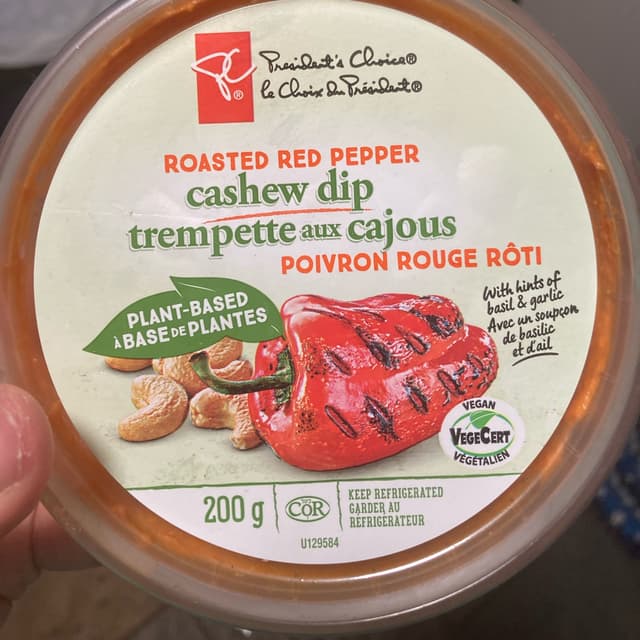 PC®
President's Choice®
le Choix du Président®
ROASTED RED PEPPER
cashew dip
trempette aux cajous
POIVRON ROUGE RÔTI
With hints of
basil & garlic
Avec un soupçon
de basilic
et d'ail
PLANT-BASED
À BASE DE PLANTES
VEGAN
VEGECERT
VÉGÉTALIEN
200 g
COR
KEEP REFRIGERATED
GARDER AU
RÉFRIGÉRATEUR
U129584